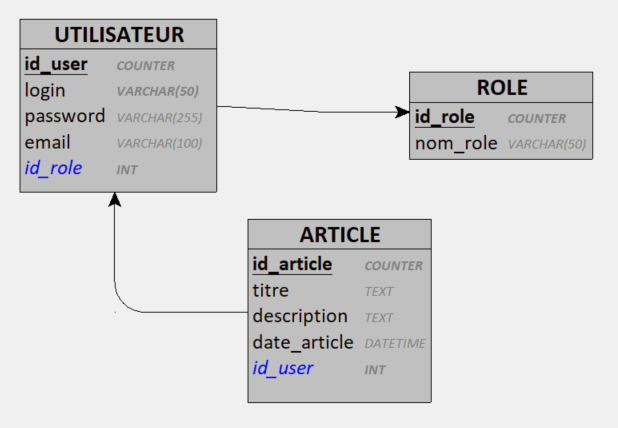 UTILISATEUR
id_user COUNTER
login VARCHAR(50)
password VARCHAR(255)
email VARCHAR(100)
id_role INT
ROLE
id_role COUNTER
nom_role VARCHAR(50)
ARTICLE
id_article COUNTER
titre TEXT
description TEXT
date_article DATETIME
id_user INT